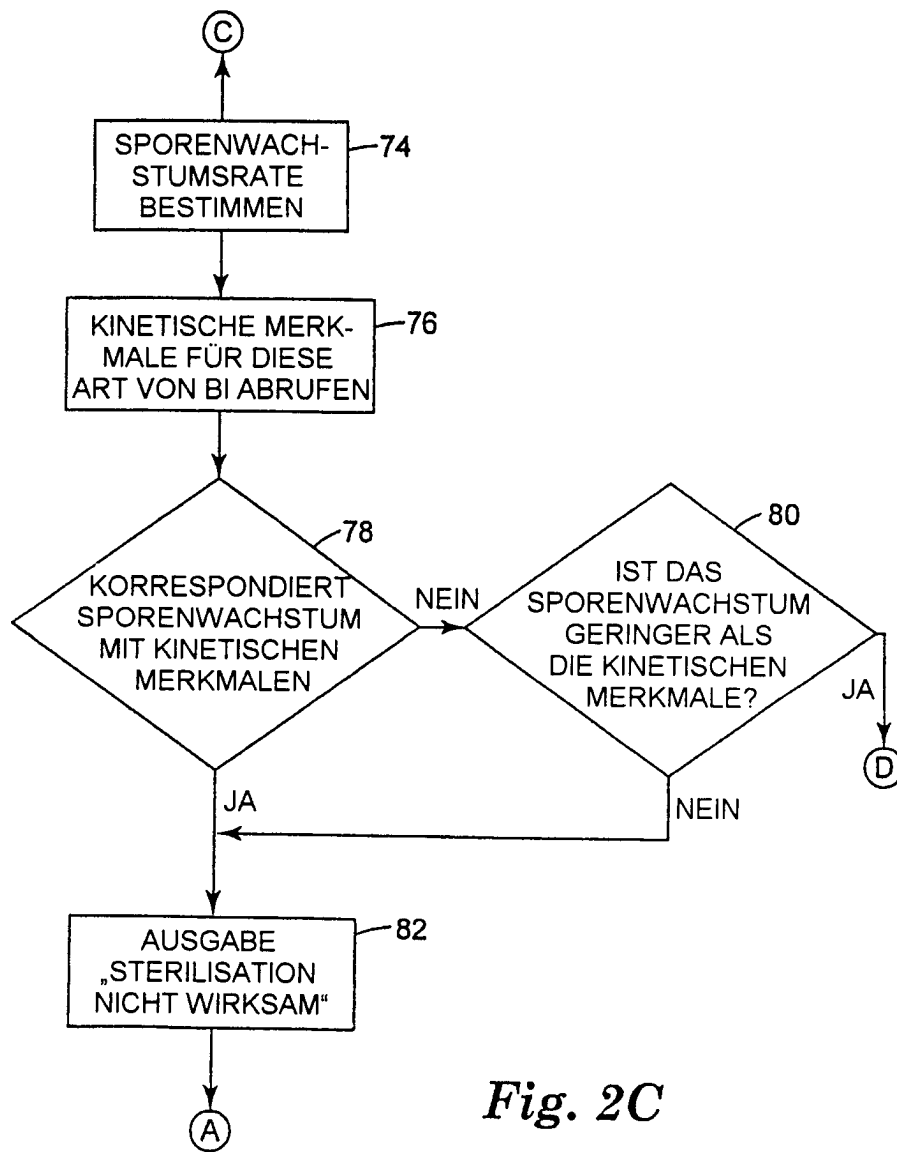 C
SPORENWACH-
STUMSRATE
BESTIMMEN
74
KINETISCHE MERK-
MALE FÜR DIESE
ART VON BI ABRUFEN
76
KORRESPONDIERT
SPORENWACHSTUM
MIT KINETISCHEN
MERKMALEN
78
NEIN
IST DAS
SPORENWACHSTUM
GERINGER ALS
DIE KINETISCHEN
MERKMALE?
80
JA
D
JA
NEIN
AUSGABE
„STERILISATION
NICHT WIRKSAM“
82
A
Fig. 2C